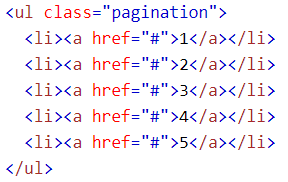 <ul class="pagination">
  <li><a href="#">1</a></li>
  <li><a href="#">2</a></li>
  <li><a href="#">3</a></li>
  <li><a href="#">4</a></li>
  <li><a href="#">5</a></li>
</ul>